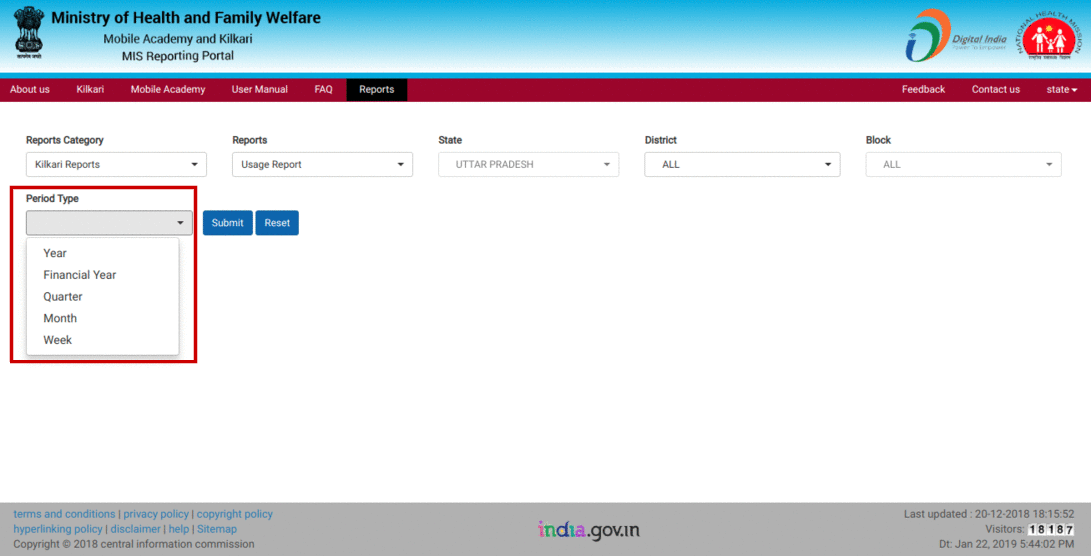 Ministry of Health and Family Welfare
Mobile Academy and Kilkari
MIS Reporting Portal
Digital India
Power To Empower
NATIONAL HEALTH MISSION
राष्ट्रीय स्वास्थ्य मिशन
सत्यमेव जयते
About us Kilkari Mobile Academy User Manual FAQ Reports Feedback Contact us state
Reports Category Reports State District Block
Kilkari Reports Usage Report UTTAR PRADESH ALL ALL
Period Type
Submit Reset
Year
Financial Year
Quarter
Month
Week
terms and conditions | privacy policy | copyright policy
hyperlinking policy | disclaimer | help | Sitemap
Copyright © 2018 central information commission
india.gov.in
Last updated : 20-12-2018 18:15:52
Visitors: 18187
Dt: Jan 22, 2019 5:44:02 PM